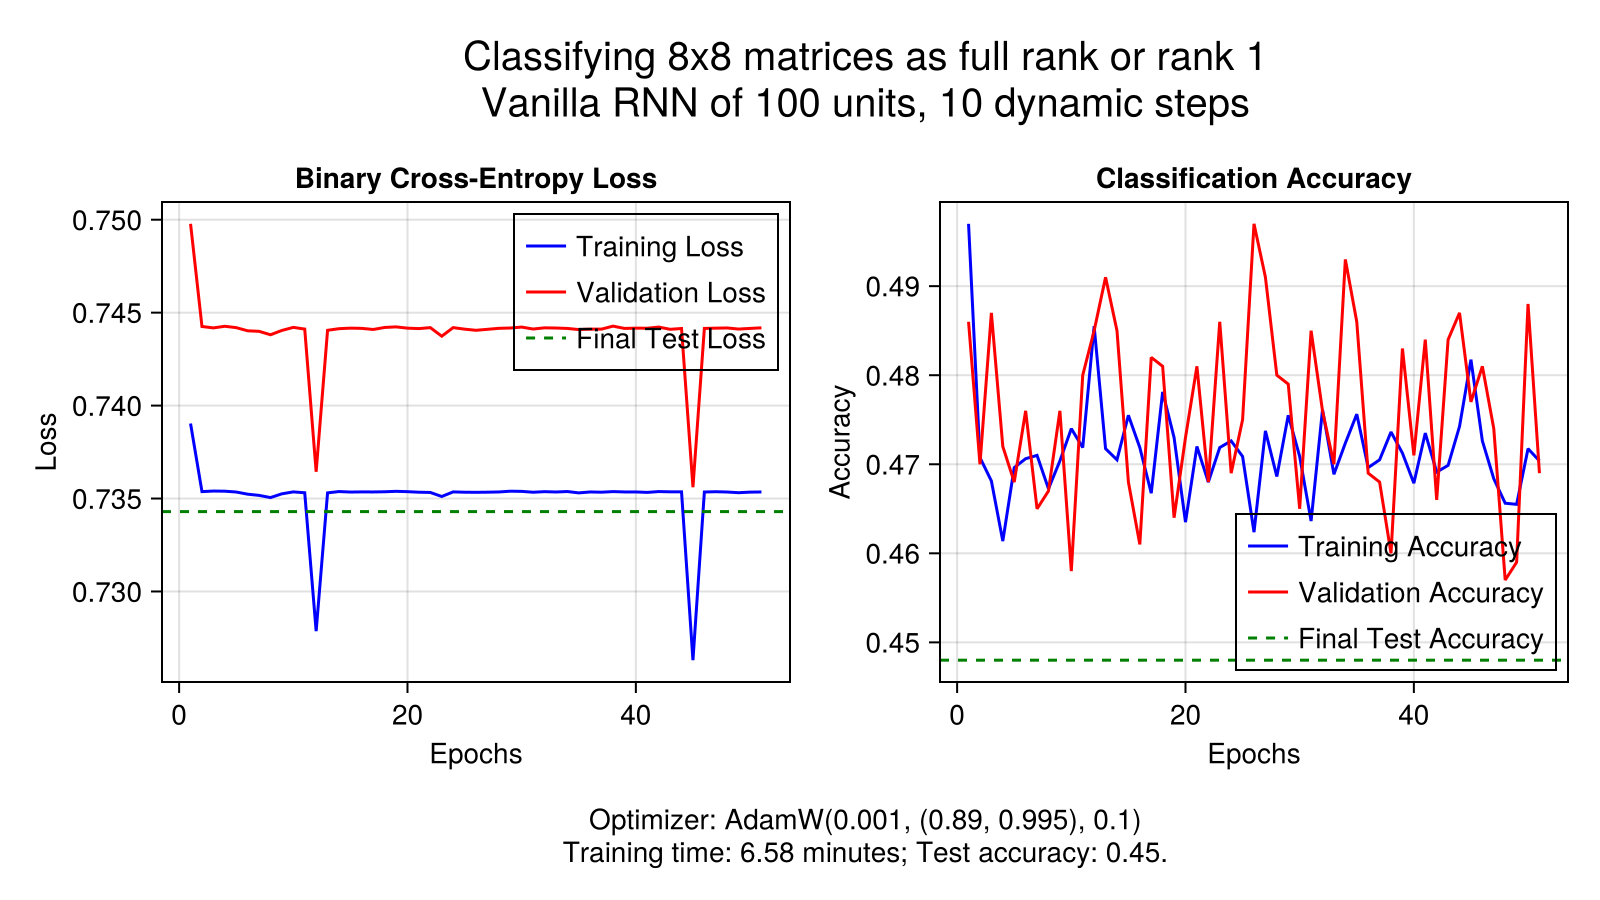 Classifying 8x8 matrices as full rank or rank 1
Vanilla RNN of 100 units, 10 dynamic steps
Binary Cross-Entropy Loss
Loss
0.750
0.745
0.740
0.735
0.730
Training Loss
Validation Loss
Final Test Loss
0
20
40
Epochs
Classification Accuracy
Accuracy
0.49
0.48
0.47
0.46
0.45
Training Accuracy
Validation Accuracy
Final Test Accuracy
0
20
40
Epochs
Optimizer: AdamW(0.001, (0.89, 0.995), 0.1)
Training time: 6.58 minutes; Test accuracy: 0.45.